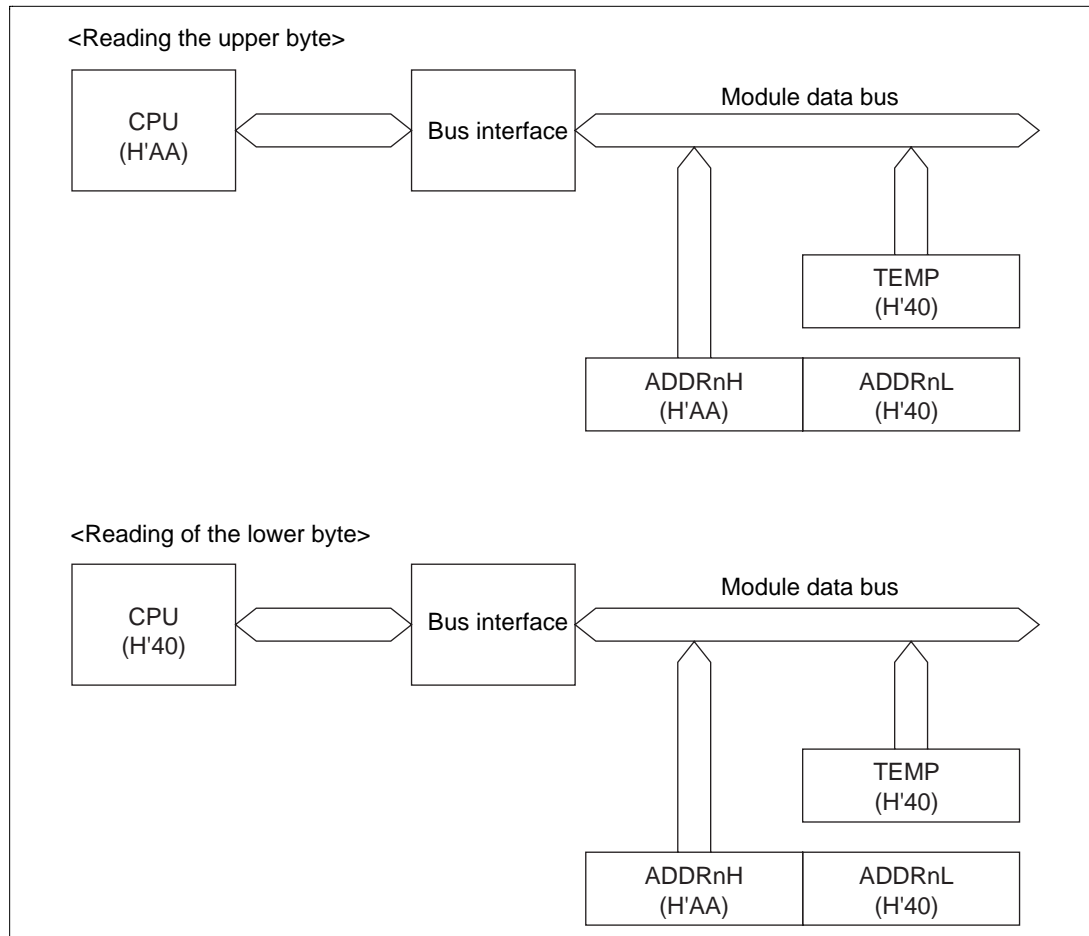 <Reading the upper byte>
CPU
(H'AA)
Bus interface
Module data bus
TEMP
(H'40)
ADDRnH
(H'AA)
ADDRnL
(H'40)
<Reading of the lower byte>
CPU
(H'40)
Bus interface
Module data bus
TEMP
(H'40)
ADDRnH
(H'AA)
ADDRnL
(H'40)